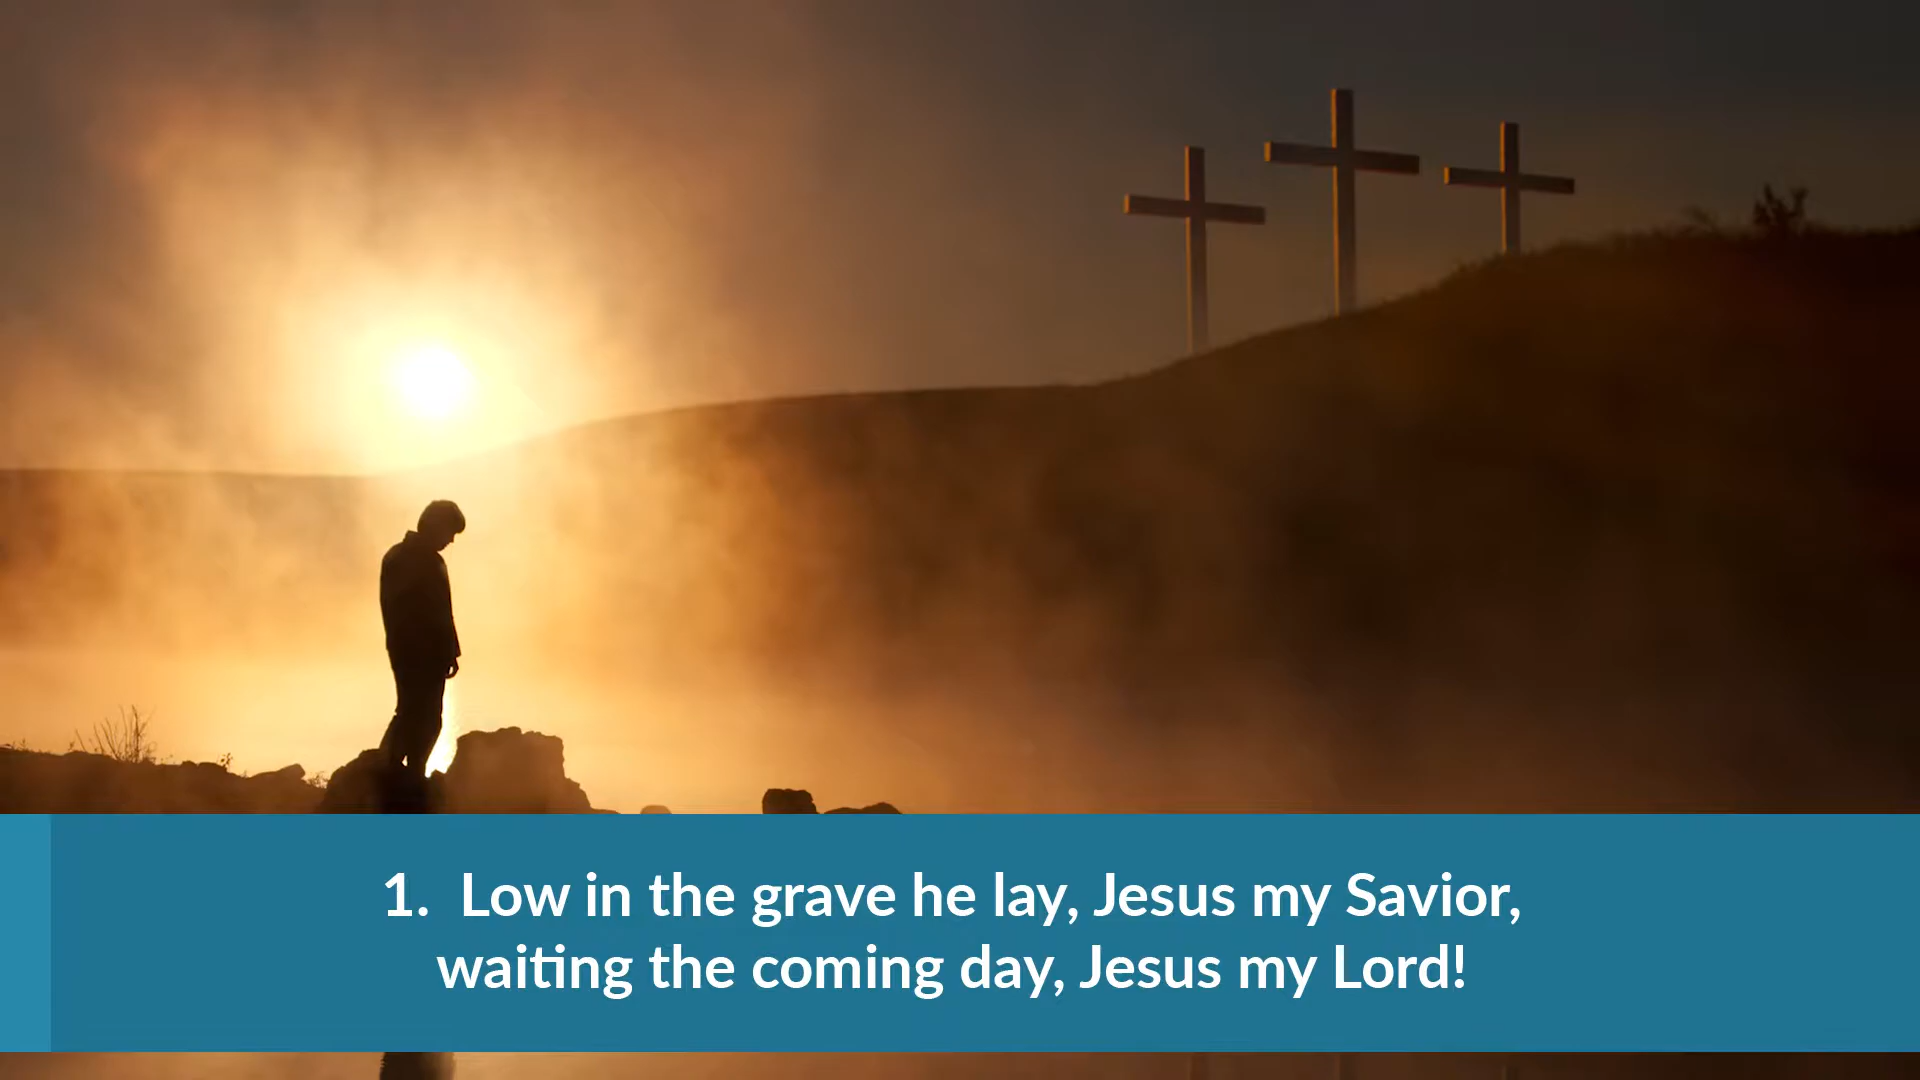 1. Low in the grave he lay, Jesus my Savior,
waiting the coming day, Jesus my Lord!